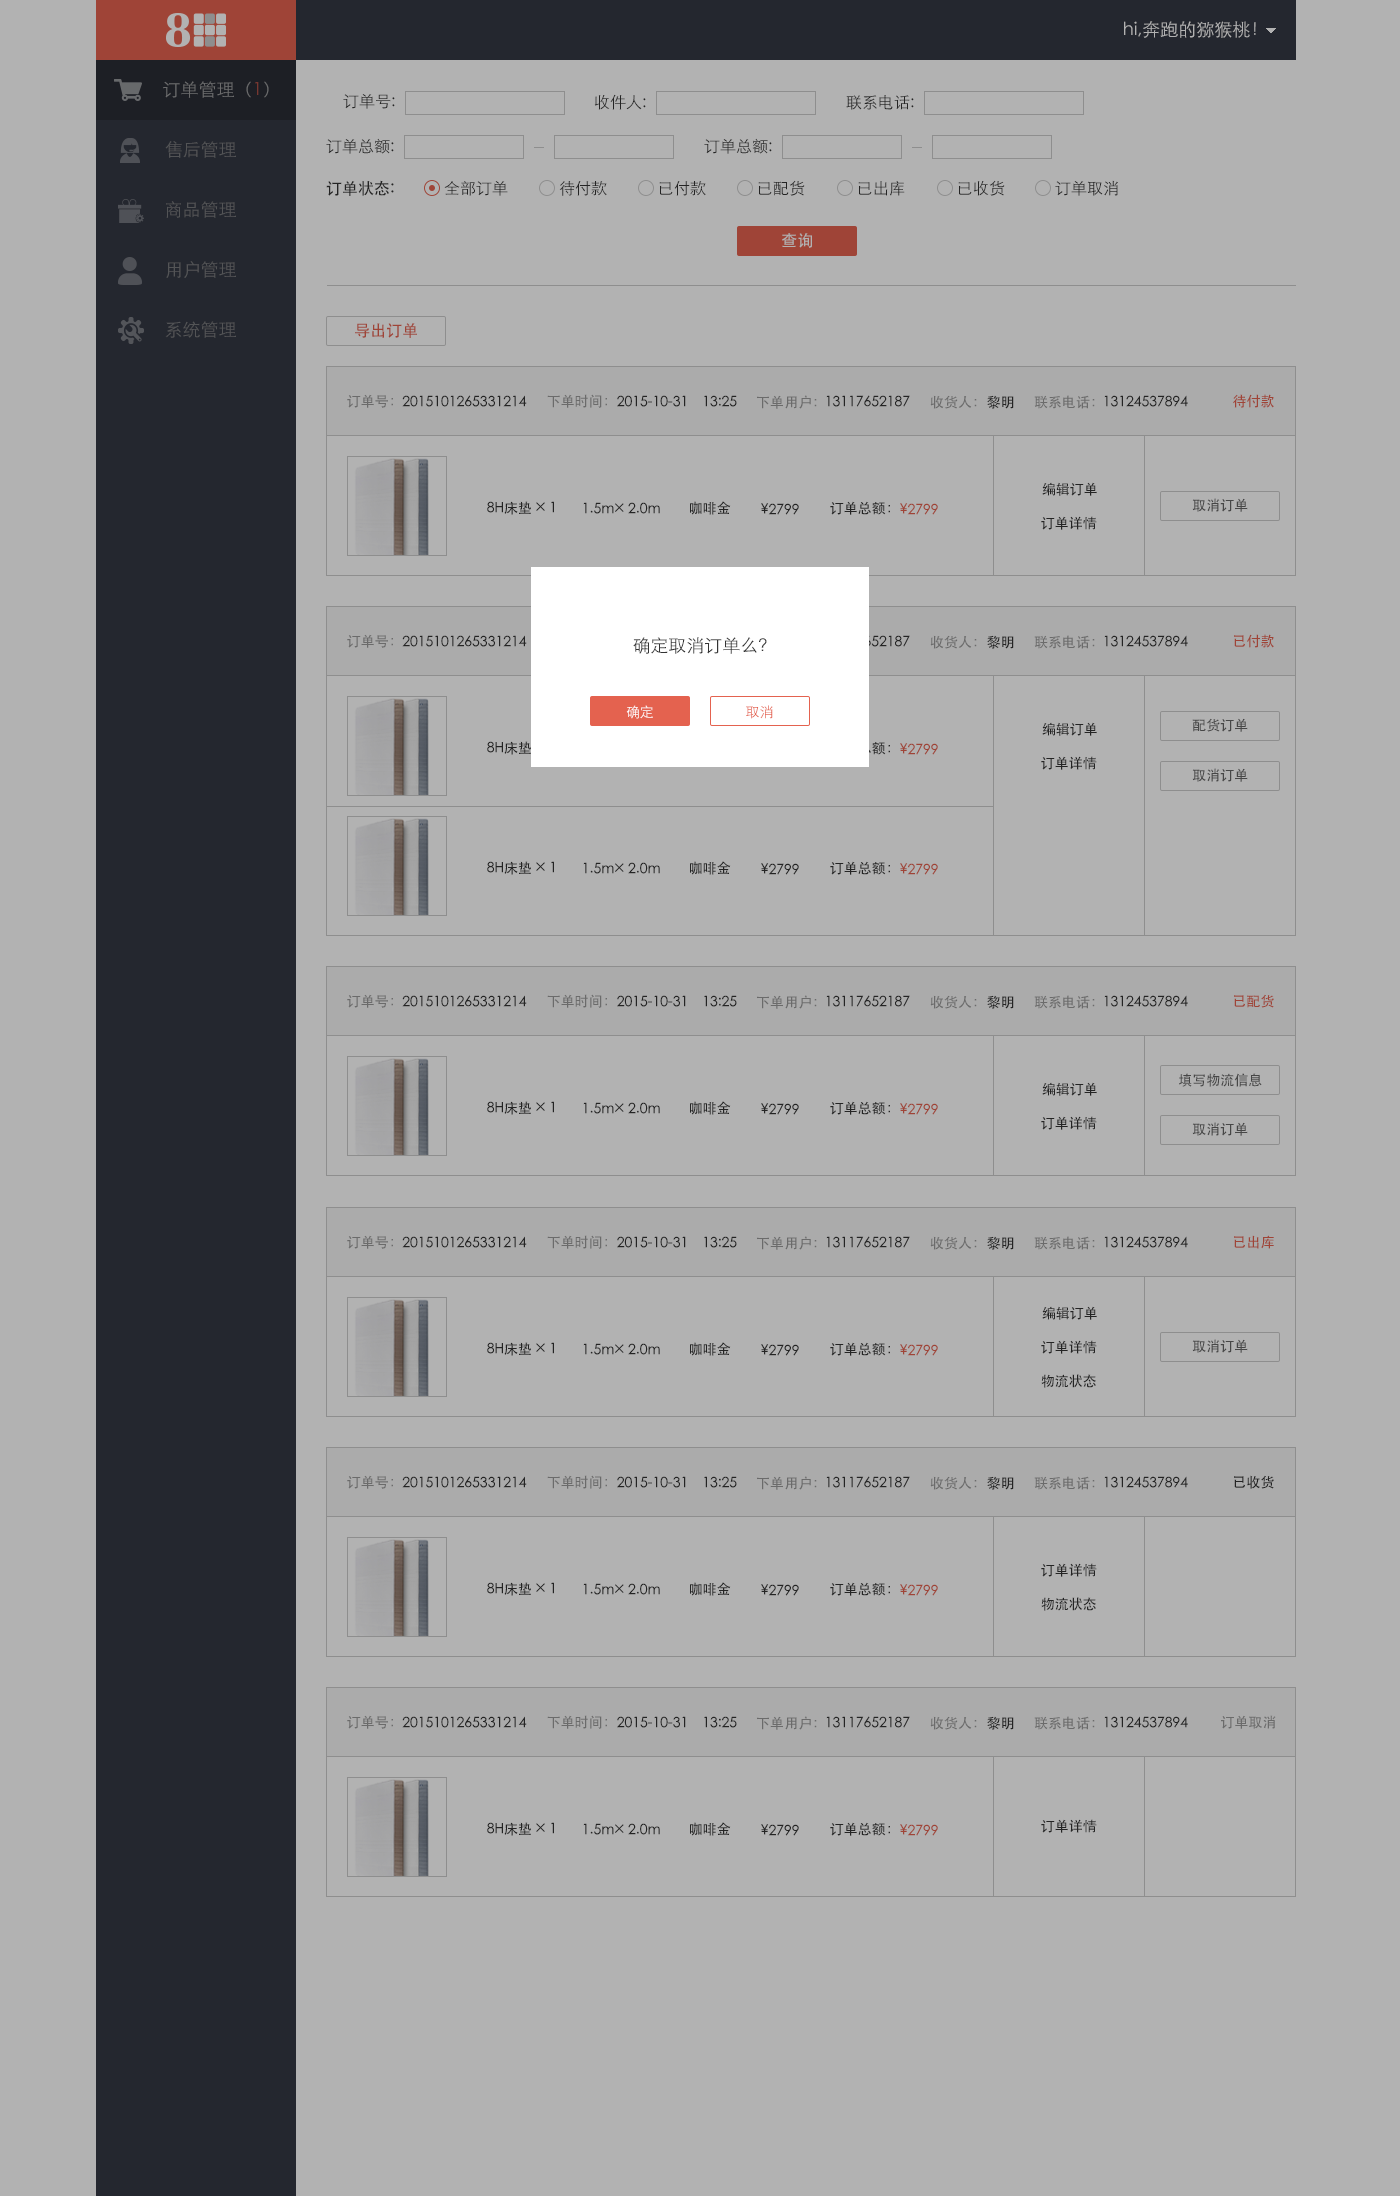 8
hi,奔跑的猕猴桃!
订单管理（1）
售后管理
商品管理
用户管理
系统管理
订单号: 收件人: 联系电话:
订单总额: — 订单总额: —
订单状态: 全部订单 待付款 已付款 已配货 已出库 已收货 订单取消
查询
导出订单
订单号: 2015101265331214 下单时间: 2015-10-31 13:25 下单用户: 13117652187 收货人: 黎明 联系电话: 13124537894 待付款
8H床垫 × 1 1.5m× 2.0m 咖啡金 ¥2799 订单总额: ¥2799
编辑订单
订单详情
取消订单
订单号: 2015101265331214 652187 收货人: 黎明 联系电话: 13124537894 已付款
8H床垫 总额: ¥2799
编辑订单
订单详情
配货订单
取消订单
确定取消订单么?
确定 取消
8H床垫 × 1 1.5m× 2.0m 咖啡金 ¥2799 订单总额: ¥2799
订单号: 2015101265331214 下单时间: 2015-10-31 13:25 下单用户: 13117652187 收货人: 黎明 联系电话: 13124537894 已配货
8H床垫 × 1 1.5m× 2.0m 咖啡金 ¥2799 订单总额: ¥2799
编辑订单
订单详情
填写物流信息
取消订单
订单号: 2015101265331214 下单时间: 2015-10-31 13:25 下单用户: 13117652187 收货人: 黎明 联系电话: 13124537894 已出库
8H床垫 × 1 1.5m× 2.0m 咖啡金 ¥2799 订单总额: ¥2799
编辑订单
订单详情
物流状态
取消订单
订单号: 2015101265331214 下单时间: 2015-10-31 13:25 下单用户: 13117652187 收货人: 黎明 联系电话: 13124537894 已收货
8H床垫 × 1 1.5m× 2.0m 咖啡金 ¥2799 订单总额: ¥2799
订单详情
物流状态
订单号: 2015101265331214 下单时间: 2015-10-31 13:25 下单用户: 13117652187 收货人: 黎明 联系电话: 13124537894 订单取消
8H床垫 × 1 1.5m× 2.0m 咖啡金 ¥2799 订单总额: ¥2799
订单详情